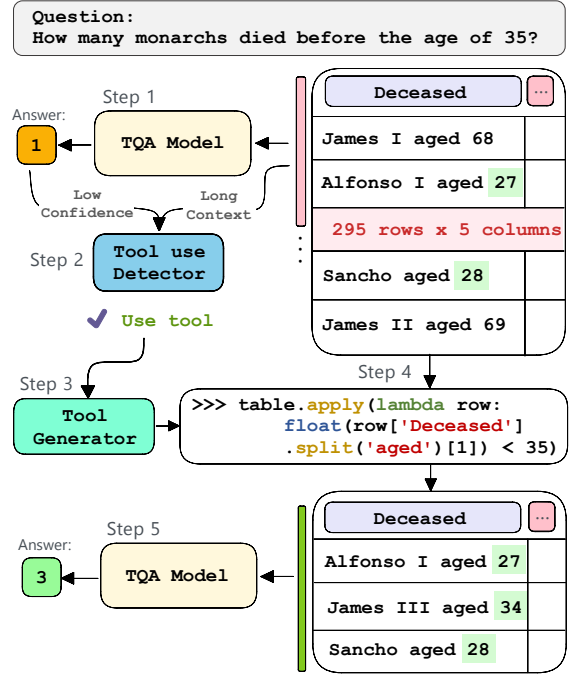 Question:
How many monarchs died before the age of 35?
Step 1
Answer:
1
TQA Model
Deceased
...
James I aged 68
Alfonso I aged 27
295 rows x 5 columns
Sancho aged 28
James II aged 69
Low
Confidence
Long
Context
Step 2
Tool use
Detector
✓ Use tool
Step 3
Tool
Generator
Step 4
>>> table.apply(lambda row:
float(row['Deceased']
.split('aged')[1]) < 35)
Step 5
Answer:
3
TQA Model
Deceased
...
Alfonso I aged 27
James III aged 34
Sancho aged 28